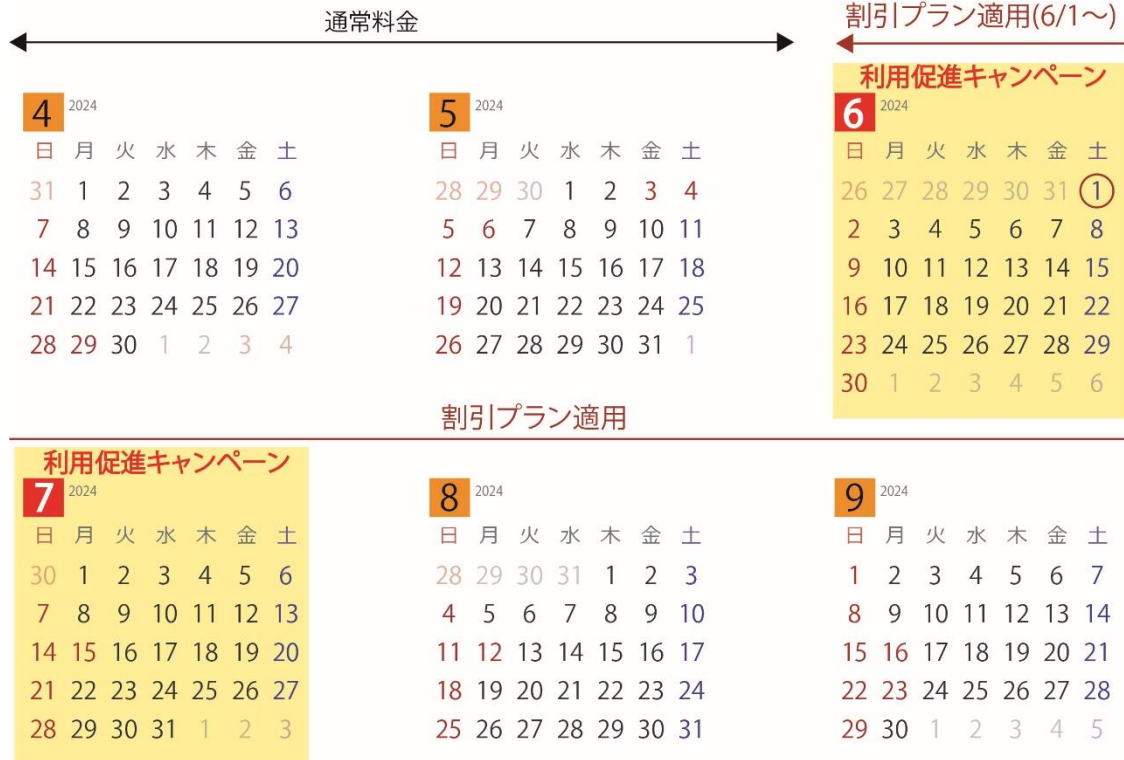 通常料金
割引プラン適用(6/1～)
4 2024
日 月 火 水 木 金 土
31 1 2 3 4 5 6
7 8 9 10 11 12 13
14 15 16 17 18 19 20
21 22 23 24 25 26 27
28 29 30 1 2 3 4
5 2024
日 月 火 水 木 金 土
28 29 30 1 2 3 4
5 6 7 8 9 10 11
12 13 14 15 16 17 18
19 20 21 22 23 24 25
26 27 28 29 30 31 1
利用促進キャンペーン
6 2024
日 月 火 水 木 金 土
26 27 28 29 30 31 1
2 3 4 5 6 7 8
9 10 11 12 13 14 15
16 17 18 19 20 21 22
23 24 25 26 27 28 29
30 1 2 3 4 5 6
割引プラン適用
利用促進キャンペーン
7 2024
日 月 火 水 木 金 土
30 1 2 3 4 5 6
7 8 9 10 11 12 13
14 15 16 17 18 19 20
21 22 23 24 25 26 27
28 29 30 31 1 2 3
8 2024
日 月 火 水 木 金 土
28 29 30 31 1 2 3
4 5 6 7 8 9 10
11 12 13 14 15 16 17
18 19 20 21 22 23 24
25 26 27 28 29 30 31
9 2024
日 月 火 水 木 金 土
1 2 3 4 5 6 7
8 9 10 11 12 13 14
15 16 17 18 19 20 21
22 23 24 25 26 27 28
29 30 1 2 3 4 5